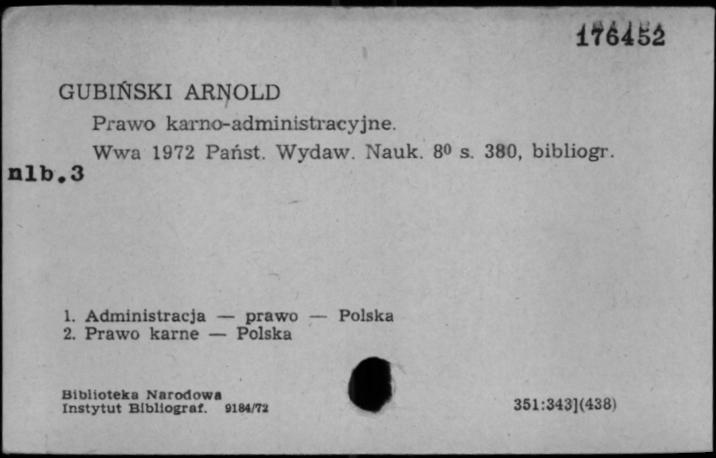 176452
GUBIŃSKI ARNOLD
Prawo karno-administracyjne.
Wwa 1972 Państ. Wydaw. Nauk. 8⁰ s. 380, bibliogr.
nlb.3
1. Administracja — prawo — Polska
2. Prawo karne — Polska
Biblioteka Narodowa
Instytut Bibliograf. 9184/72
351:343](438)